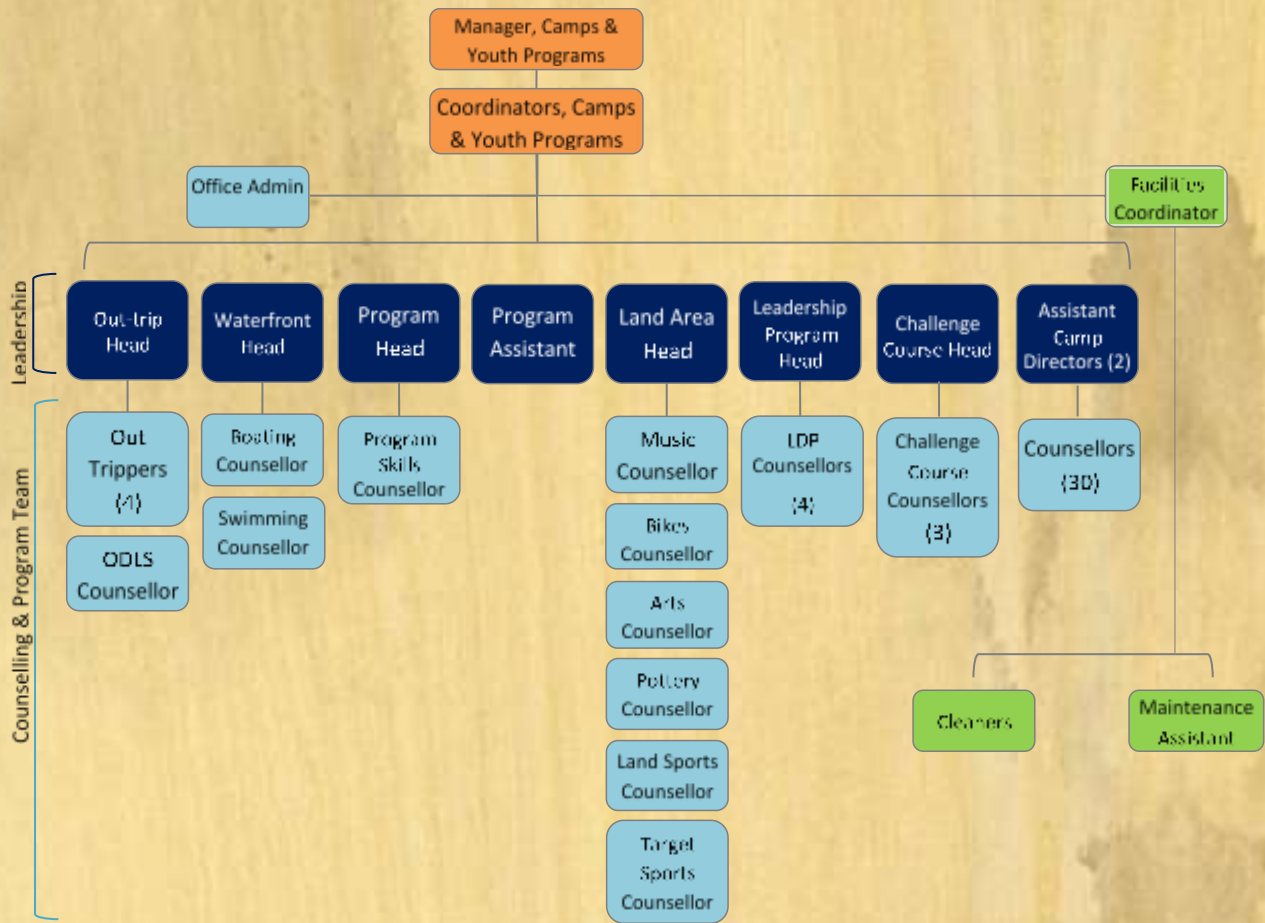 Manager, Camps &
Youth Programs
Coordinators, Camps
& Youth Programs
Office Admin
Facilities
Coordinator
Leadership
Out-trip
Head
Waterfront
Head
Program
Head
Program
Assistant
Land Area
Head
Leadership
Program
Head
Challenge
Course Head
Assistant
Camp
Directors (2)
Counselling & Program Team
Out
Trippers
(4)
ODLS
Counsellor
Boating
Counsellor
Swimming
Counsellor
Program
Skills
Counsellor
Music
Counsellor
Bikes
Counsellor
Arts
Counsellor
Pottery
Counsellor
Land Sports
Counsellor
Target
Sports
Counsellor
LDP
Counsellors
(4)
Challenge
Course
Counsellors
(3)
Counsellors
(30)
Cleaners
Maintenance
Assistant